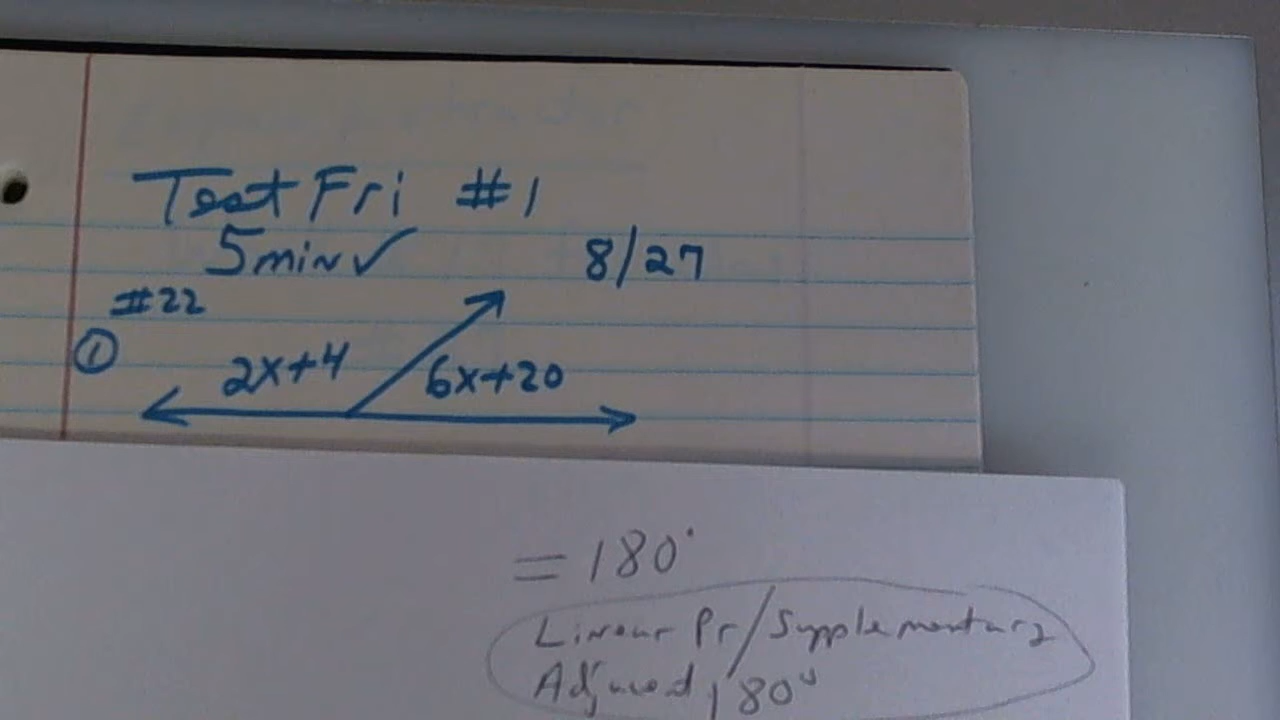 Test Fri #1
5min✓ 8/27
#22
①
2x+4 6x+20
= 180°
Linear Pr/Supplementary
Adjacent 180°